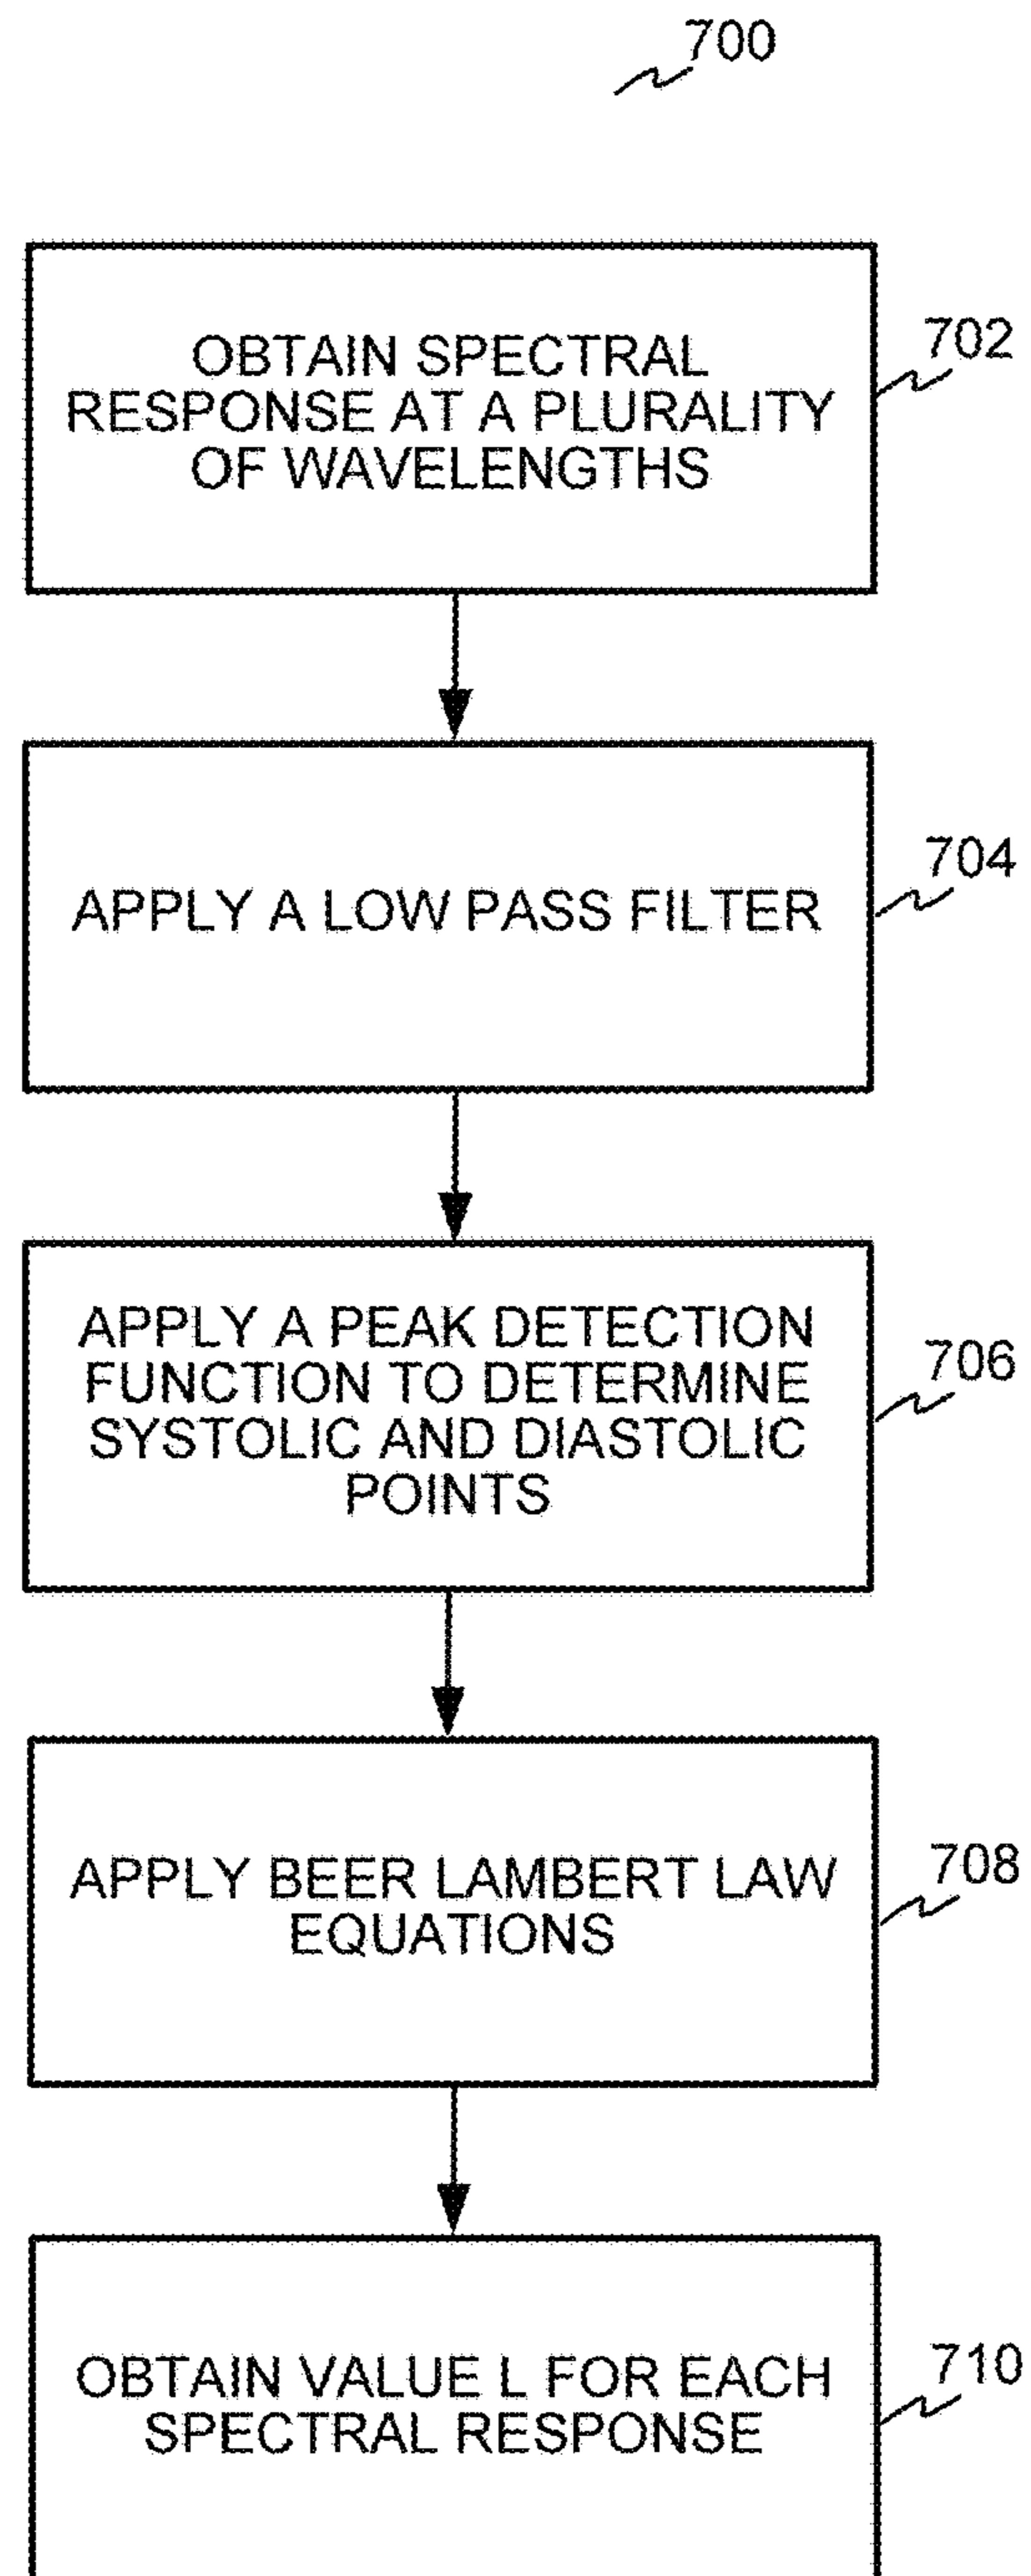 700
OBTAIN SPECTRAL
RESPONSE AT A PLURALITY
OF WAVELENGTHS
702
APPLY A LOW PASS FILTER
704
APPLY A PEAK DETECTION
FUNCTION TO DETERMINE
SYSTOLIC AND DIASTOLIC
POINTS
706
APPLY BEER LAMBERT LAW
EQUATIONS
708
OBTAIN VALUE L FOR EACH
SPECTRAL RESPONSE
710